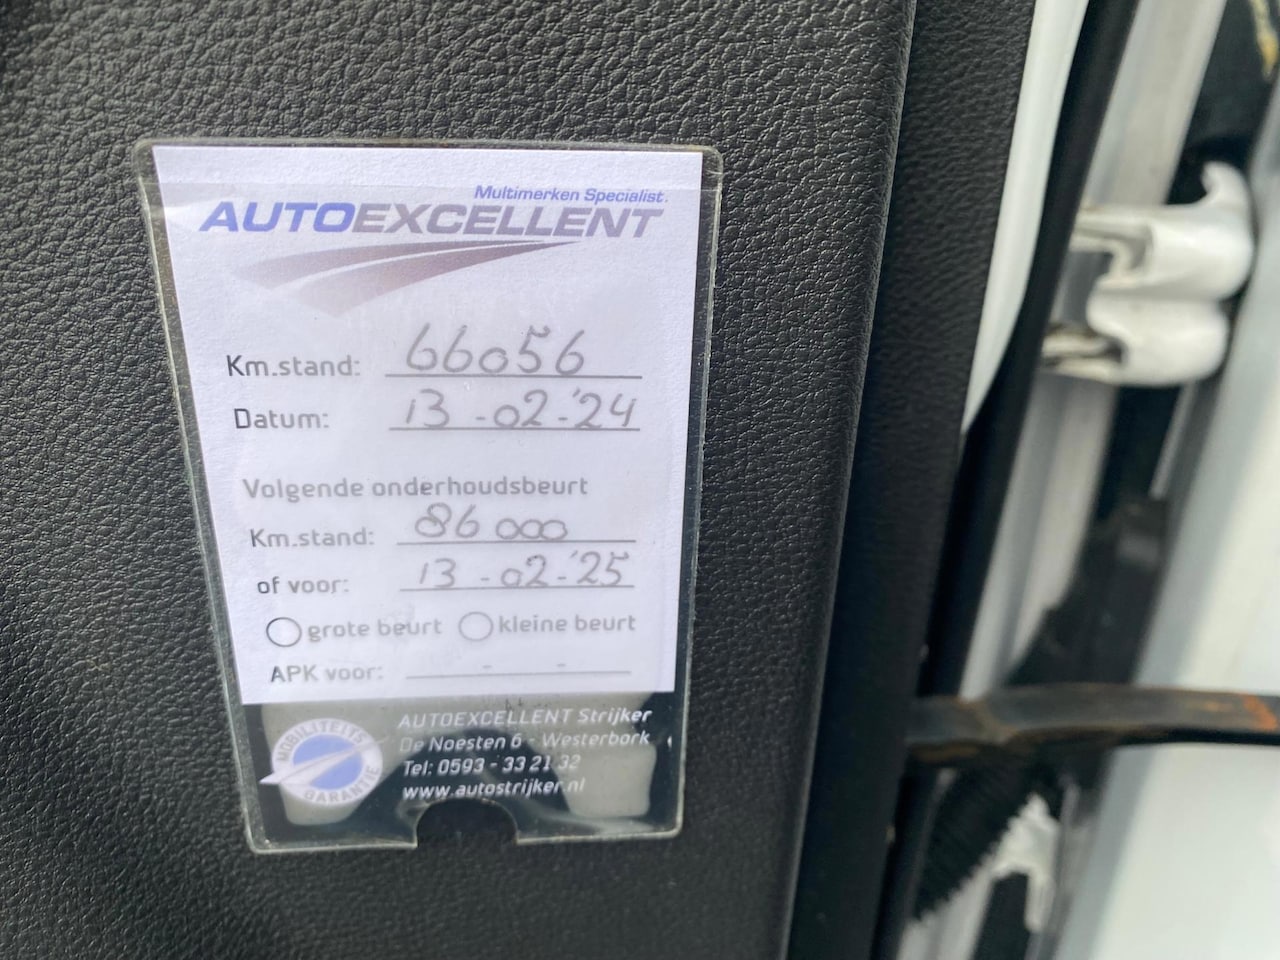 Multimerken Specialist.
AUTOEXCELLENT
Km.stand: 66056
Datum: 13-02-'24
Volgende onderhoudsbeurt
Km.stand: 86000
of voor: 13-02-'25
grote beurt kleine beurt
APK voor: - -
MOBILITEITS GARANTIE
AUTOEXCELLENT Strijker
De Noesten 6 - Westerbork
Tel: 0593 - 33 21 32
www.autostrijker.nl